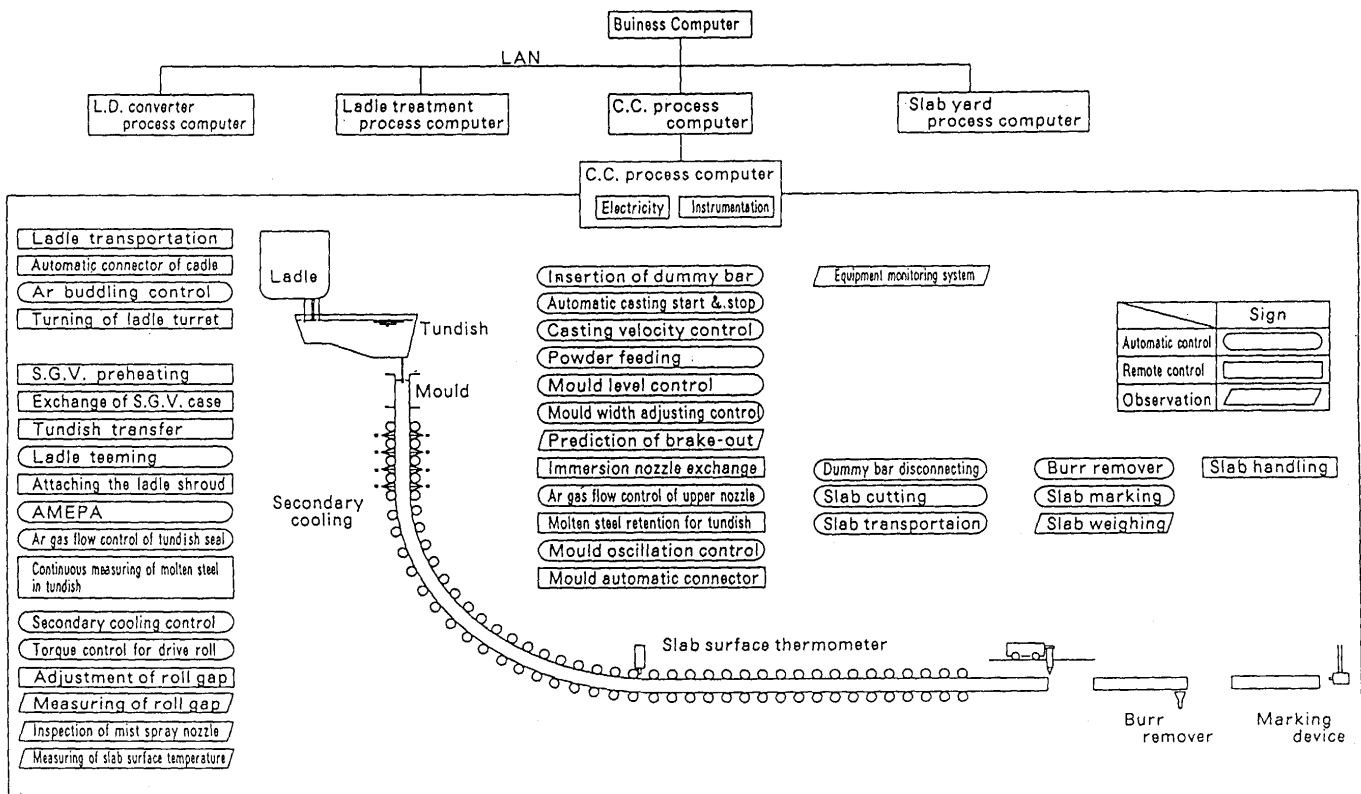 Buiness Computer
LAN
L.D. converter
process computer
Ladle treatment
process computer
C.C. process
computer
Slab yard
process computer
C.C. process computer
Electricity
Instrumentation
Ladle transportation
Automatic connector of cadle
Ar buddling control
Turning of ladle turret
S.G.V. preheating
Exchange of S.G.V. case
Tundish transfer
Ladle teeming
Attaching the ladle shroud
AMEPA
Ar gas flow control of tundish seal
Continuous measuring of molten steel
in tundish
Secondary cooling control
Torque control for drive roll
Adjustment of roll gap
Measuring of roll gap
Inspection of mist spray nozzle
Measuring of slab surface temperature
Ladle
Tundish
Mould
Secondary
cooling
Insertion of dummy bar
Automatic casting start &.stop
Casting velocity control
Powder feeding
Mould level control
Mould width adjusting control
Prediction of brake-out
Immersion nozzle exchange
Ar gas flow control of upper nozzle
Molten steel retention for tundish
Mould oscillation control
Mould automatic connector
Equipment monitoring system
Dummy bar disconnecting
Slab cutting
Slab transportaion
Burr remover
Slab marking
Slab weighing
Slab handling
Sign
Automatic control
Remote control
Observation
Slab surface thermometer
Burr
remover
Marking
device